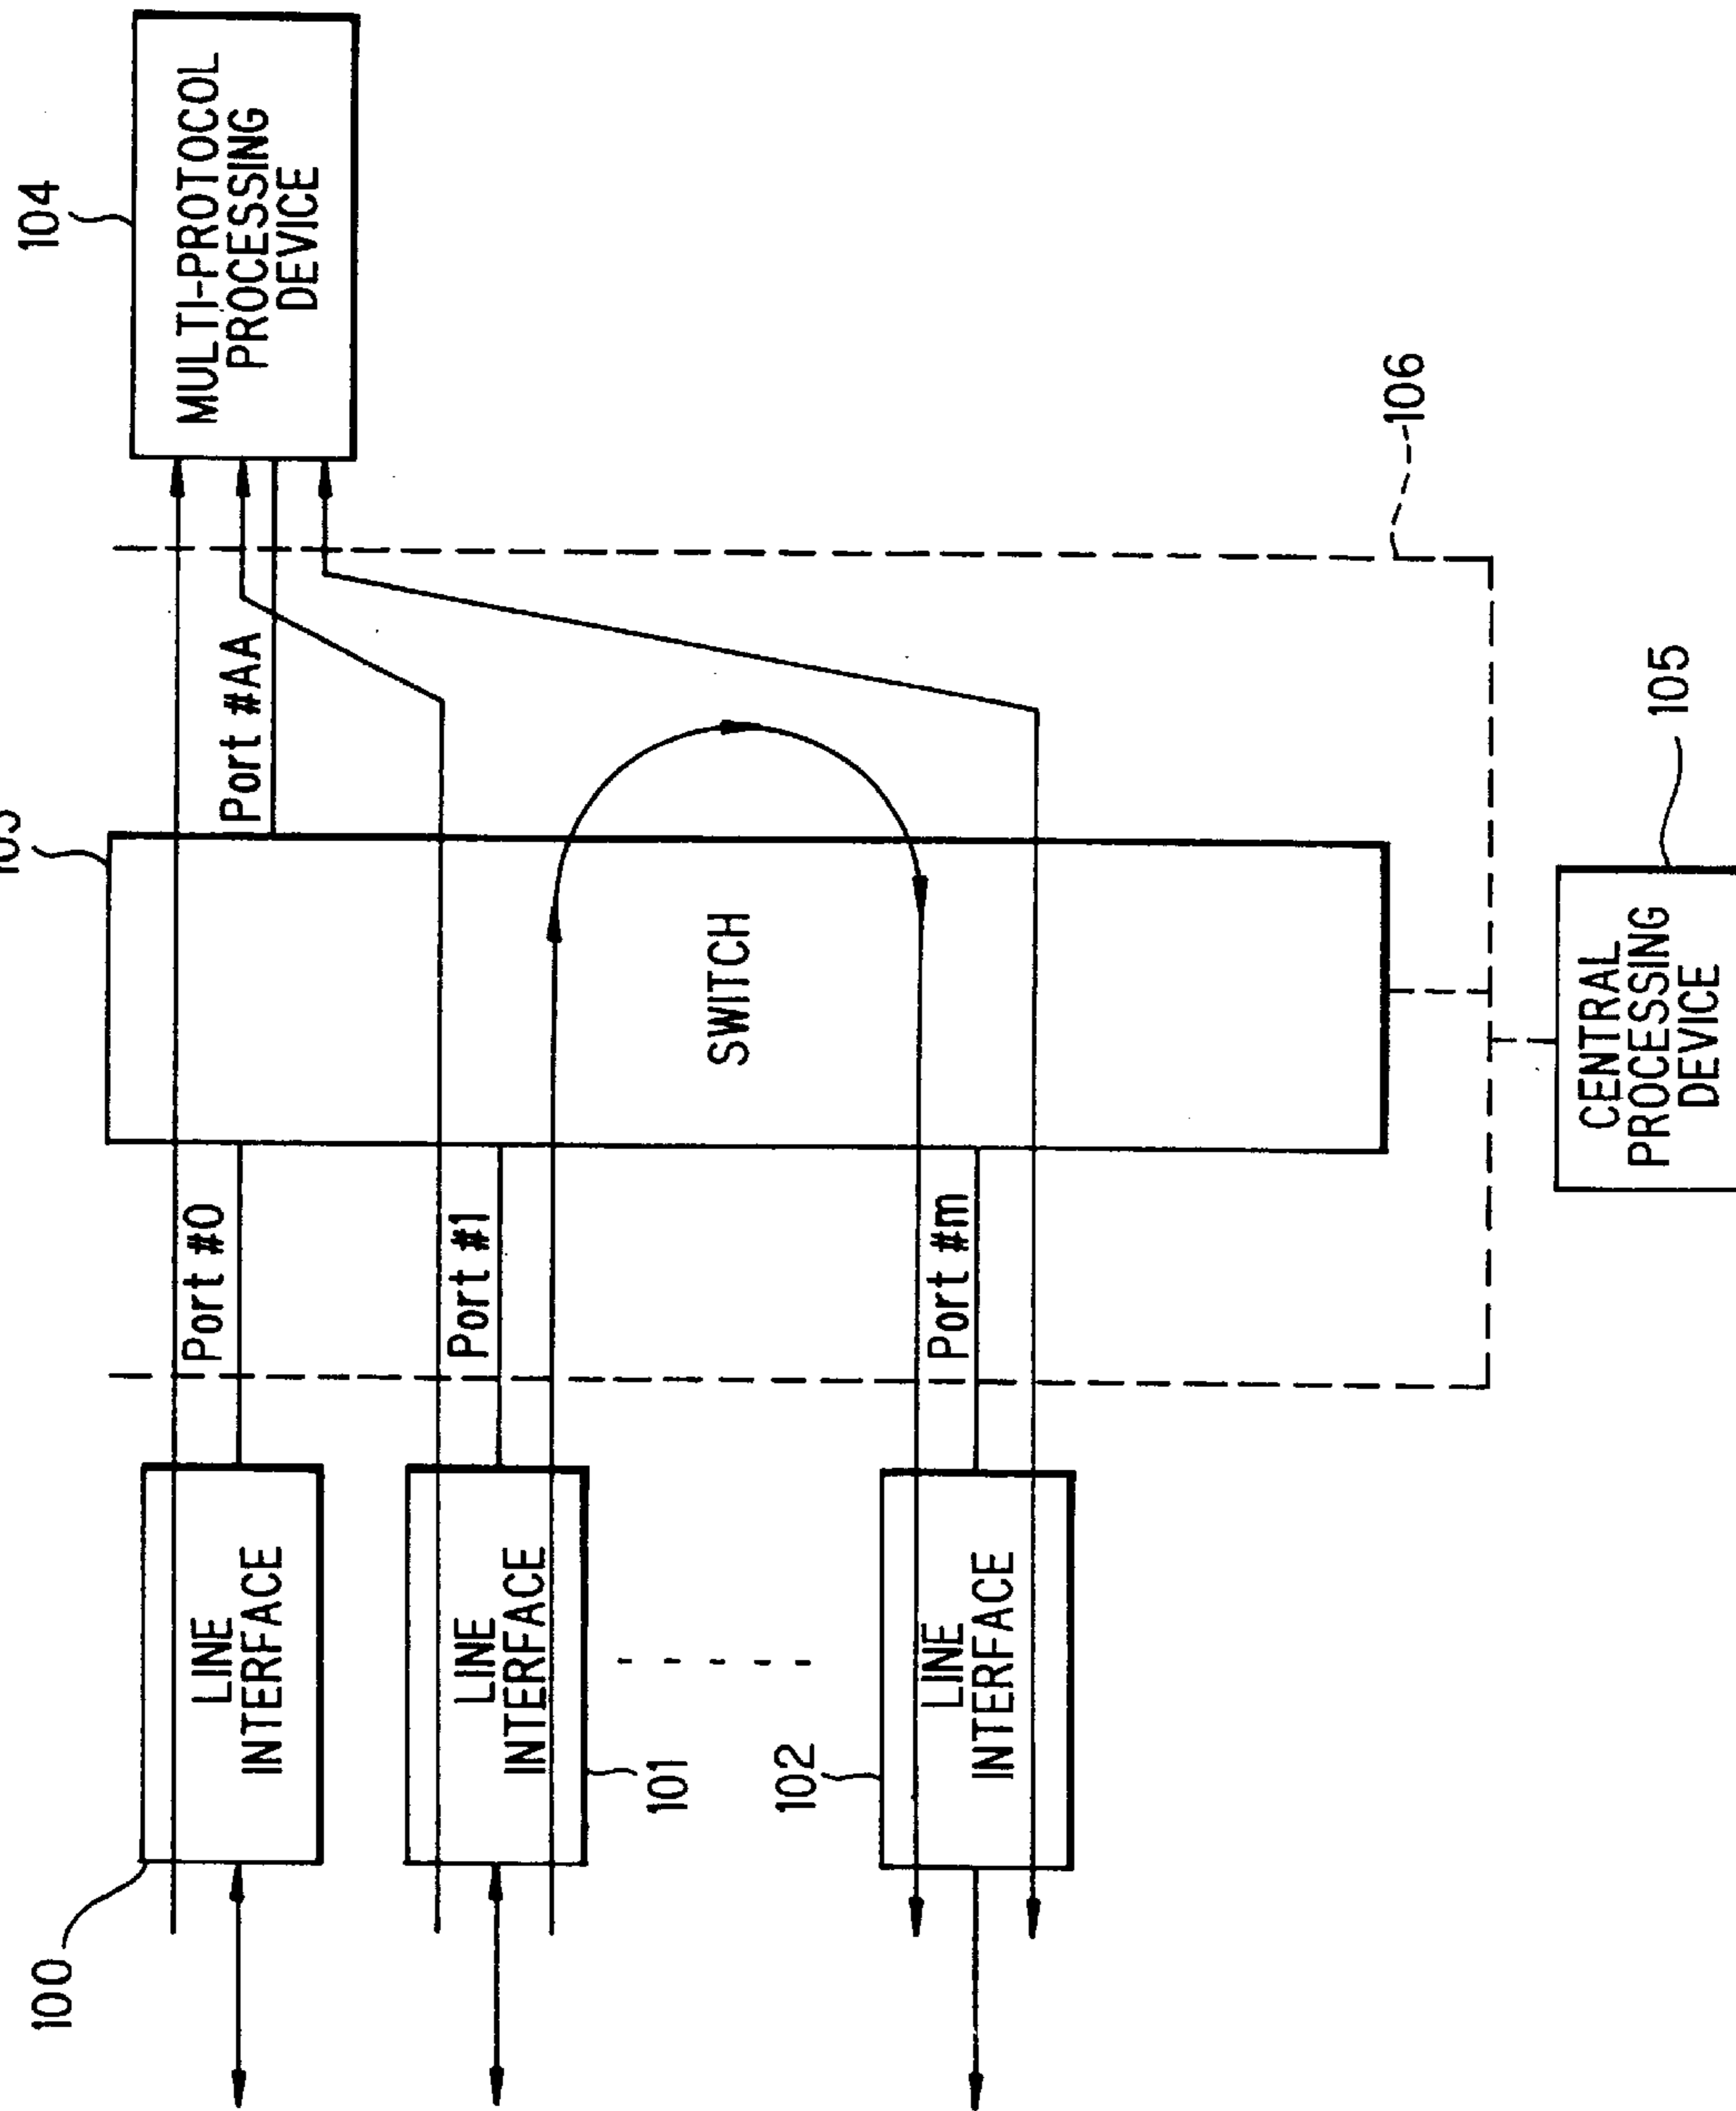 100
104
LINE
INTERFACE
Port #0
Port #AA
MULTI-PROTOCOL
PROCESSING
DEVICE
LINE
INTERFACE
101
Port #1
SWITCH
102
LINE
INTERFACE
Port #m
106
CENTRAL
PROCESSING
DEVICE
105